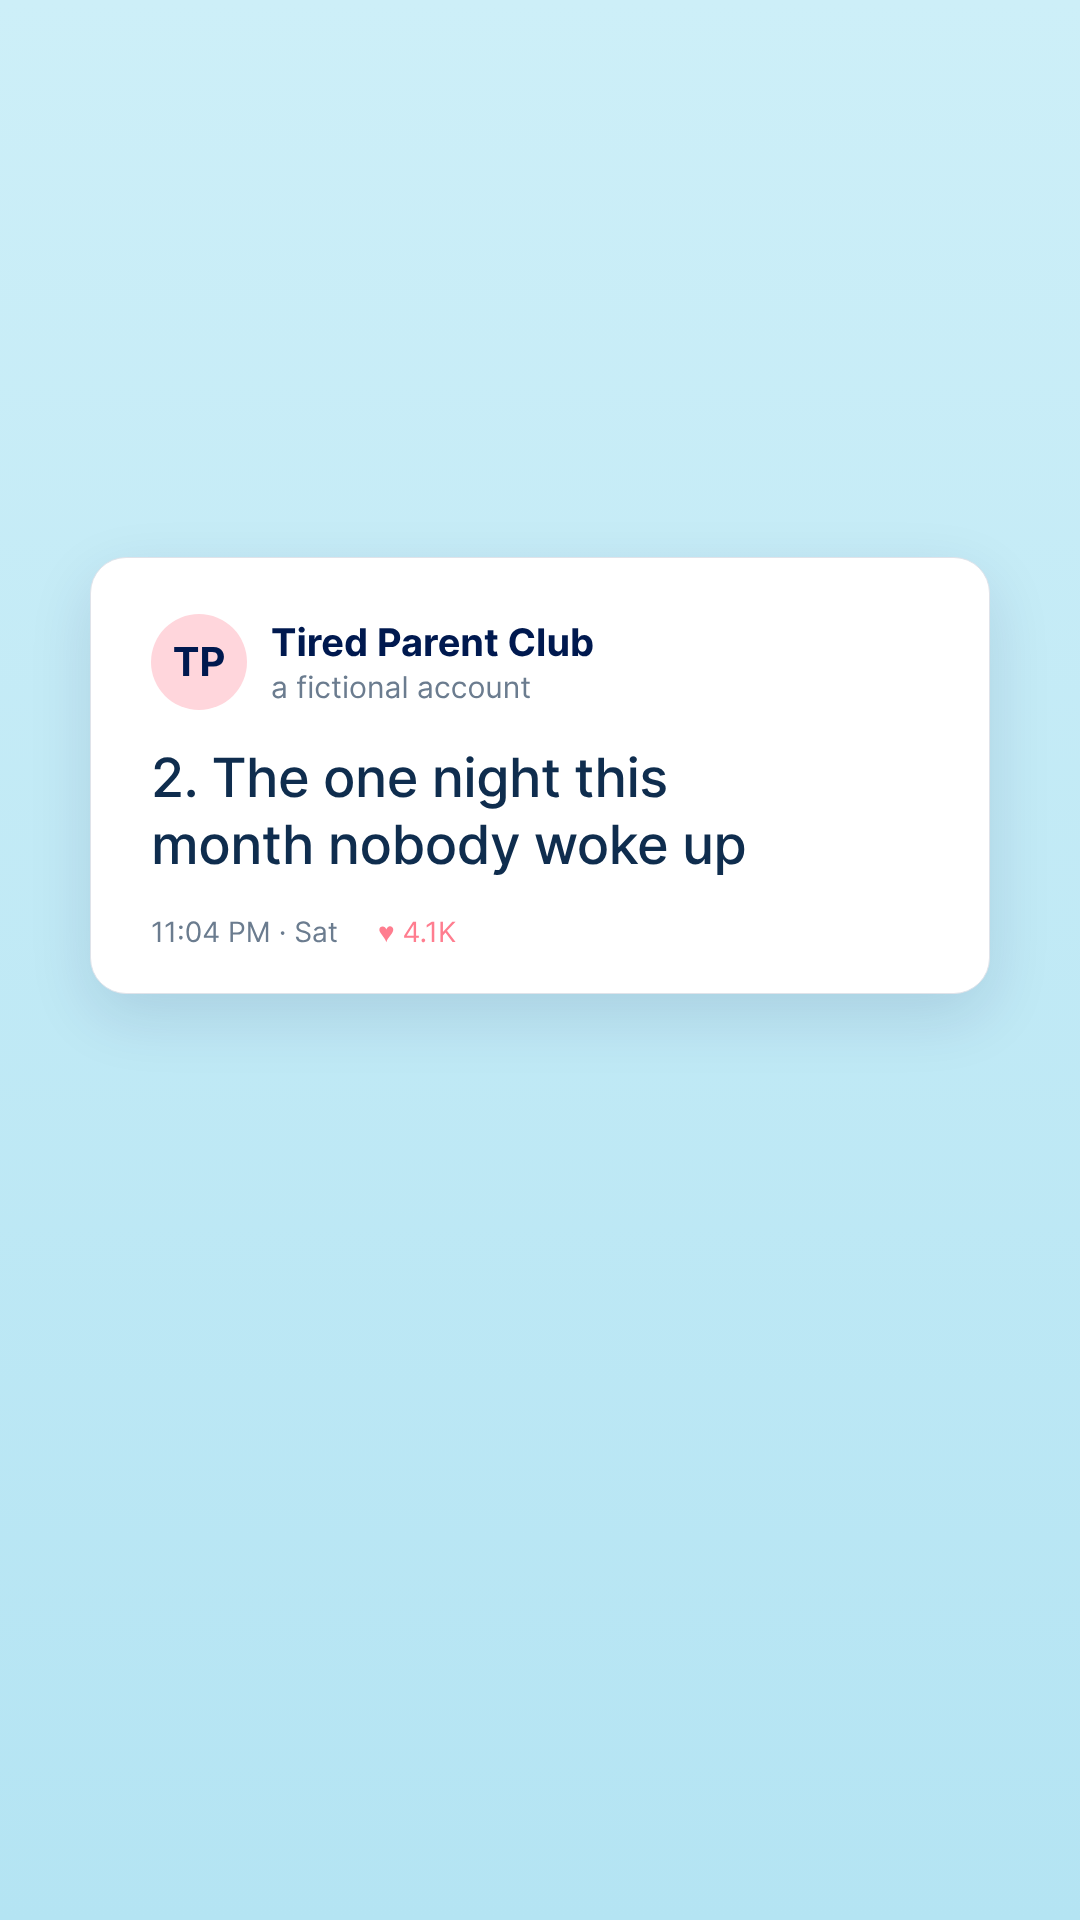 TP
Tired Parent Club
a fictional account
2. The one night this
month nobody woke up
11:04 PM · Sat ♥ 4.1K